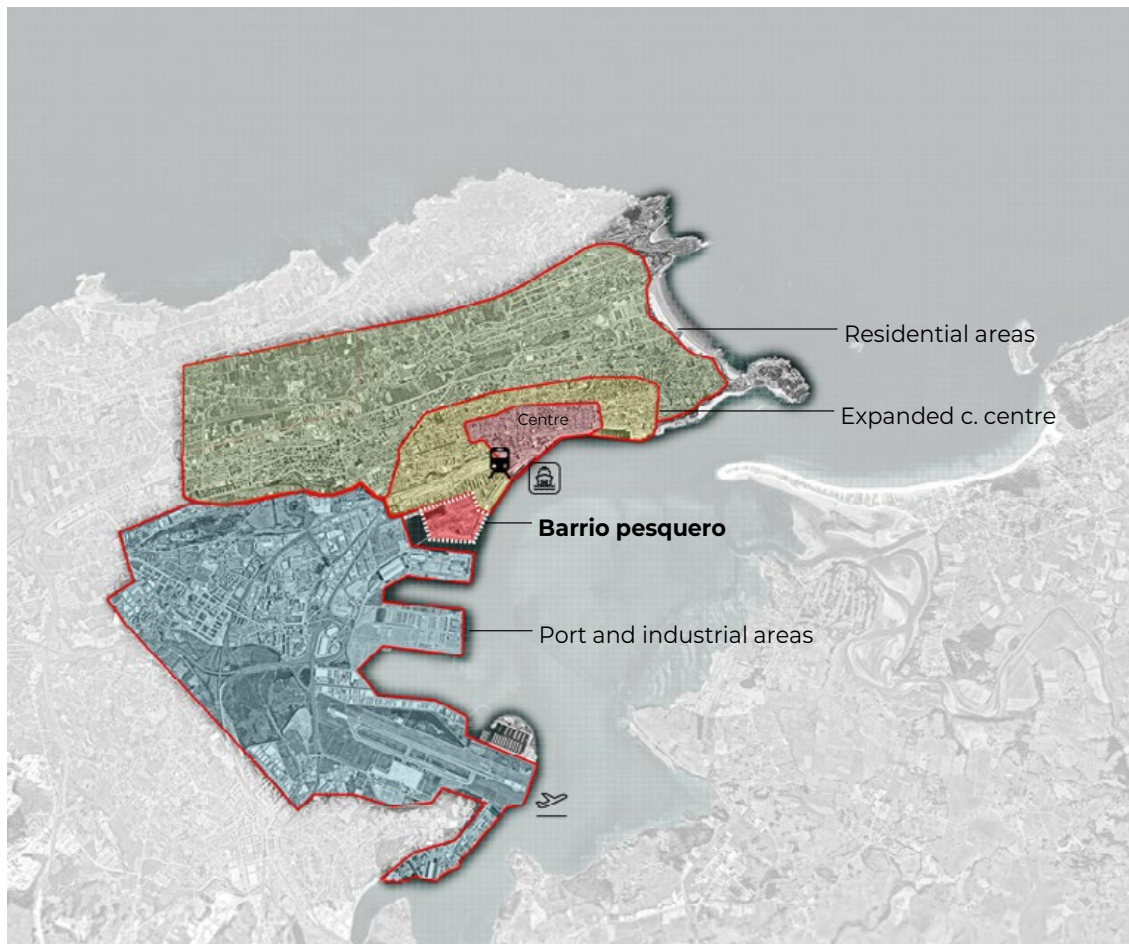 Residential areas
Expanded c. centre
Centre
Barrio pesquero
Port and industrial areas